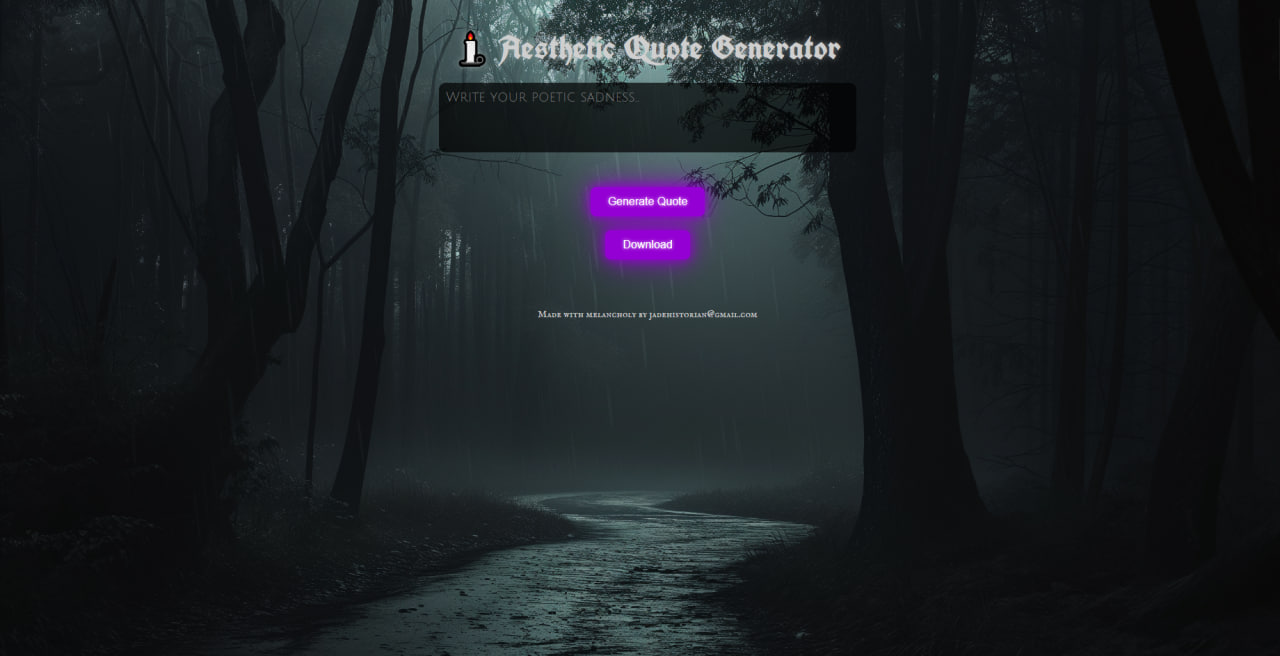 Aesthetic Quote Generator
Write your poetic sadness..
Generate Quote
Download
Made with melancholy by jadehistorian@gmail.com